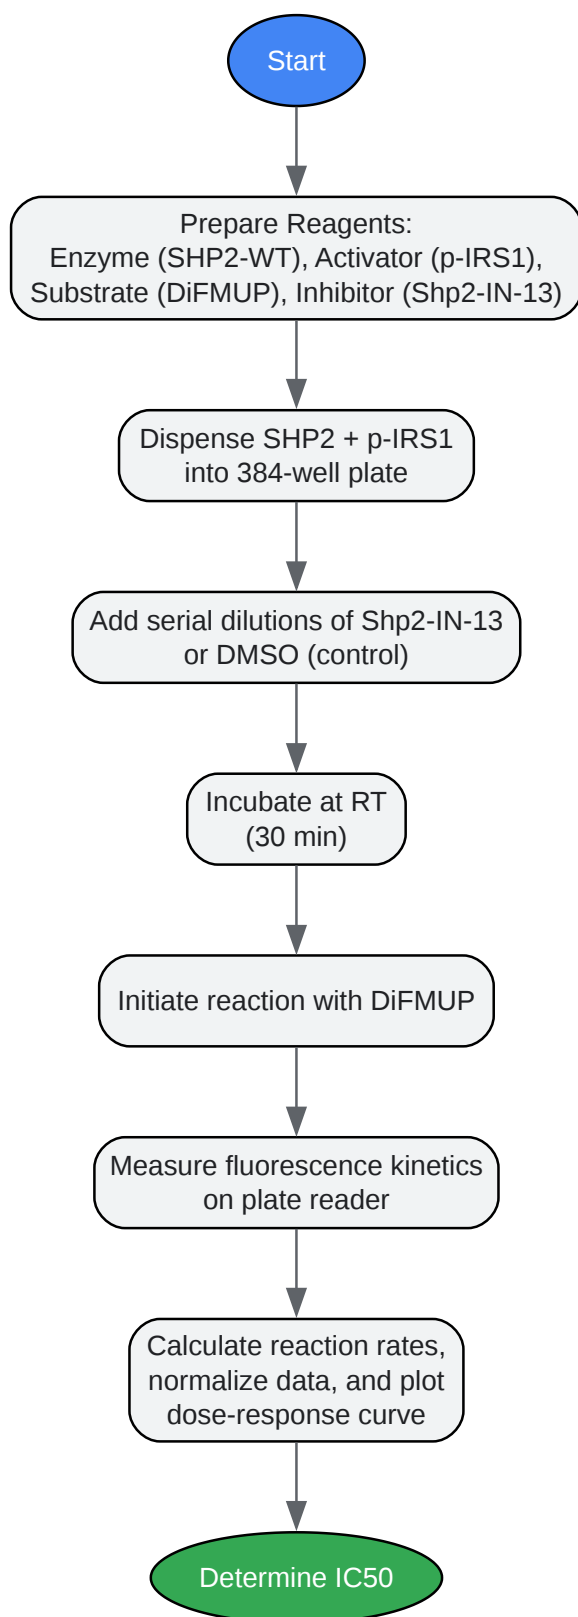 Start
Prepare Reagents:
Enzyme (SHP2-WT), Activator (p-IRS1),
Substrate (DiFMUP), Inhibitor (Shp2-IN-13)
Dispense SHP2 + p-IRS1
into 384-well plate
Add serial dilutions of Shp2-IN-13
or DMSO (control)
Incubate at RT
(30 min)
Initiate reaction with DiFMUP
Measure fluorescence kinetics
on plate reader
Calculate reaction rates,
normalize data, and plot
dose-response curve
Determine IC50